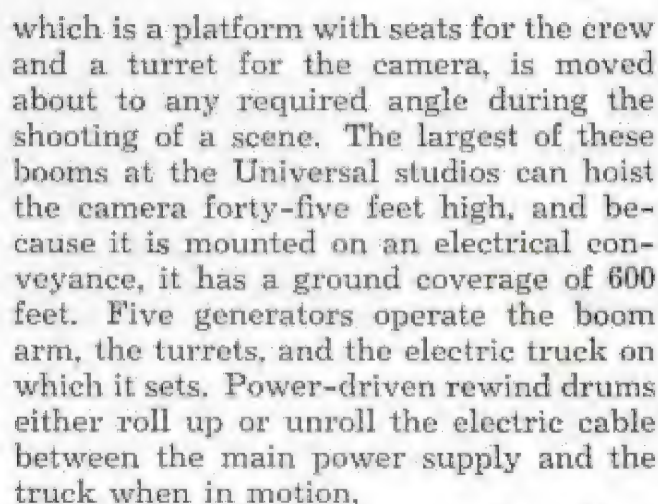 which is a platform with seats for the crew
and a turret for the camera, is moved
about to any required angle during the
shooting of a scene. The largest of these
booms at the Universal studios can hoist
the camera forty-five feet high, and be-
cause it is mounted on an electrical con-
veyance, it has a ground coverage of 600
feet. Five generators operate the boom
arm, the turrets, and the electric truck on
which it sets. Power-driven rewind drums
either roll up or unroll the electric cable
between the main power supply and the
truck when in motion.